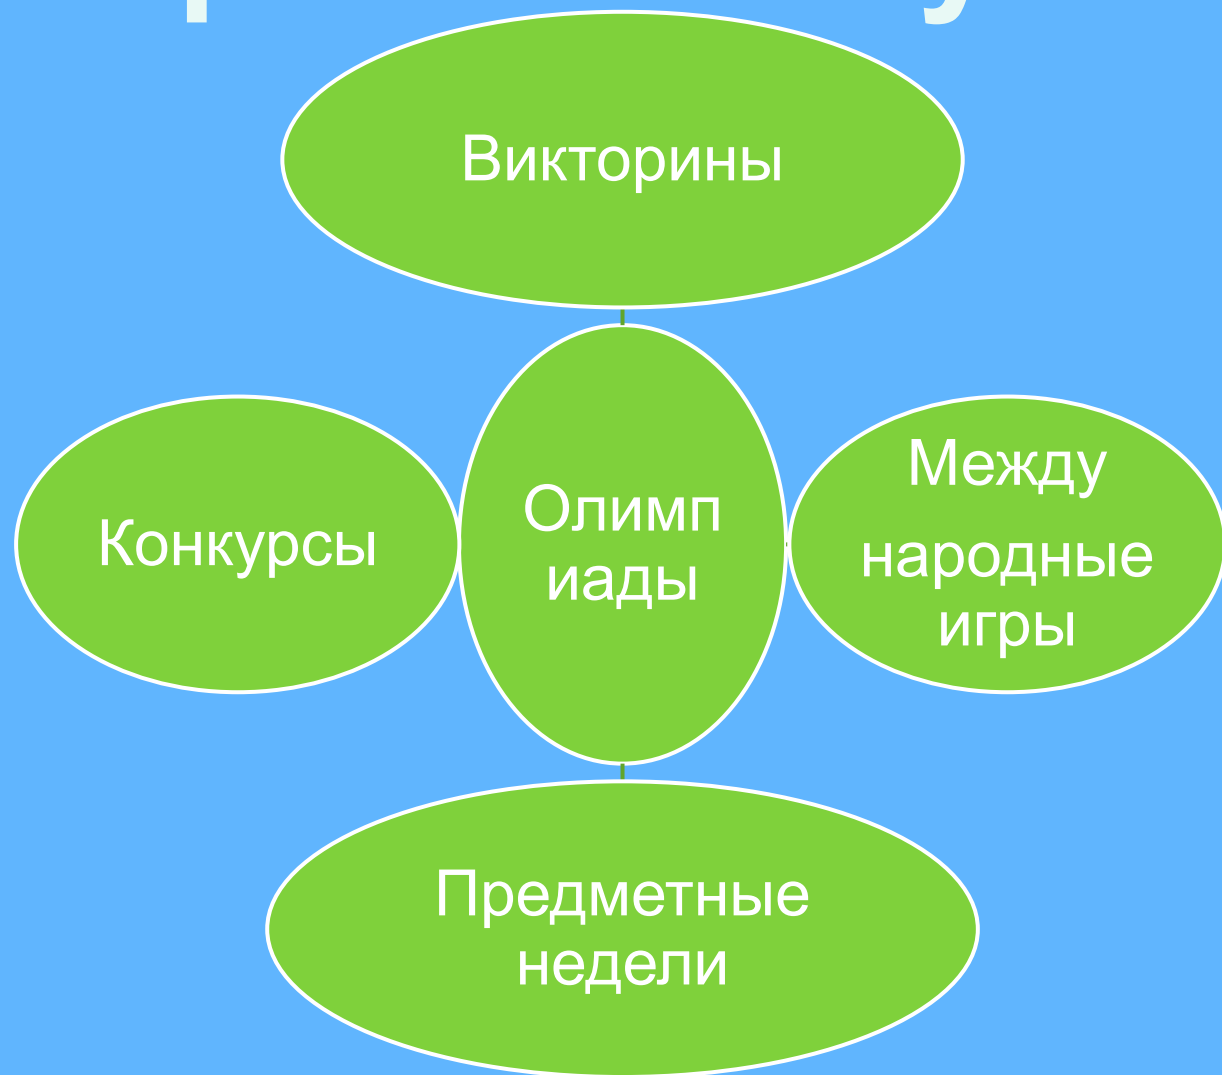 Викторины
Конкурсы
Олимп
иады
Между
народные
игры
Предметные
недели